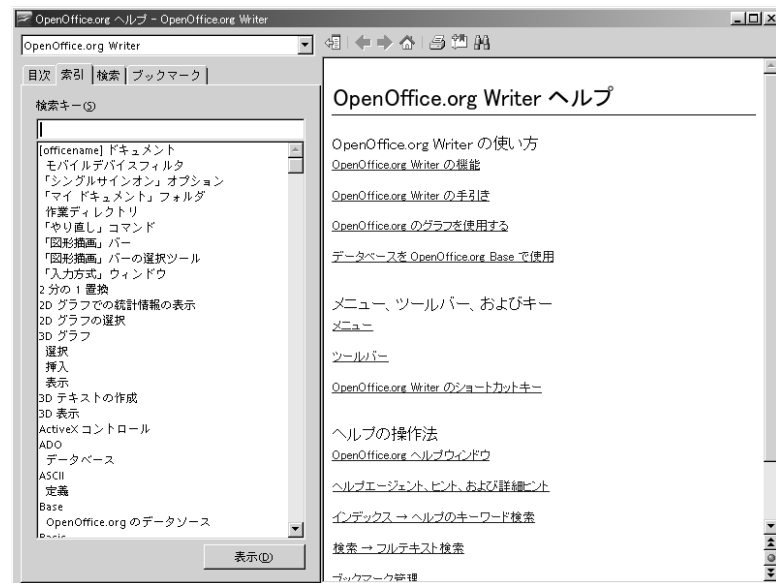 OpenOffice.org ヘルプ - OpenOffice.org Writer
OpenOffice.org Writer
目次 索引 検索 ブックマーク
検索キー(S)
[officename] ドキュメント
モバイルデバイスフィルタ
「シングルサインオン」オプション
「マイ ドキュメント」フォルダ
作業ディレクトリ
「やり直し」コマンド
「図形描画」バー
「図形描画」バーの選択ツール
「入力方式」ウィンドウ
2 分の 1 置換
2D グラフでの統計情報の表示
2D グラフの選択
3D グラフ
選択
挿入
表示
3D テキストの作成
3D 表示
ActiveX コントロール
ADO
データベース
ASCII
定義
Base
OpenOffice.org のデータソース
Basic
表示(D)
OpenOffice.org Writer ヘルプ
OpenOffice.org Writer の使い方
OpenOffice.org Writer の機能
OpenOffice.org Writer の手引き
OpenOffice.org のグラフを使用する
データベースを OpenOffice.org Base で使用
メニュー、ツールバー、およびキー
メニュー
ツールバー
OpenOffice.org Writer のショートカットキー
ヘルプの操作法
OpenOffice.org ヘルプウィンドウ
ヘルプエージェント、ヒント、および詳細ヒント
インデックス → ヘルプのキーワード検索
検索 → フルテキスト検索
ブックマーク管理